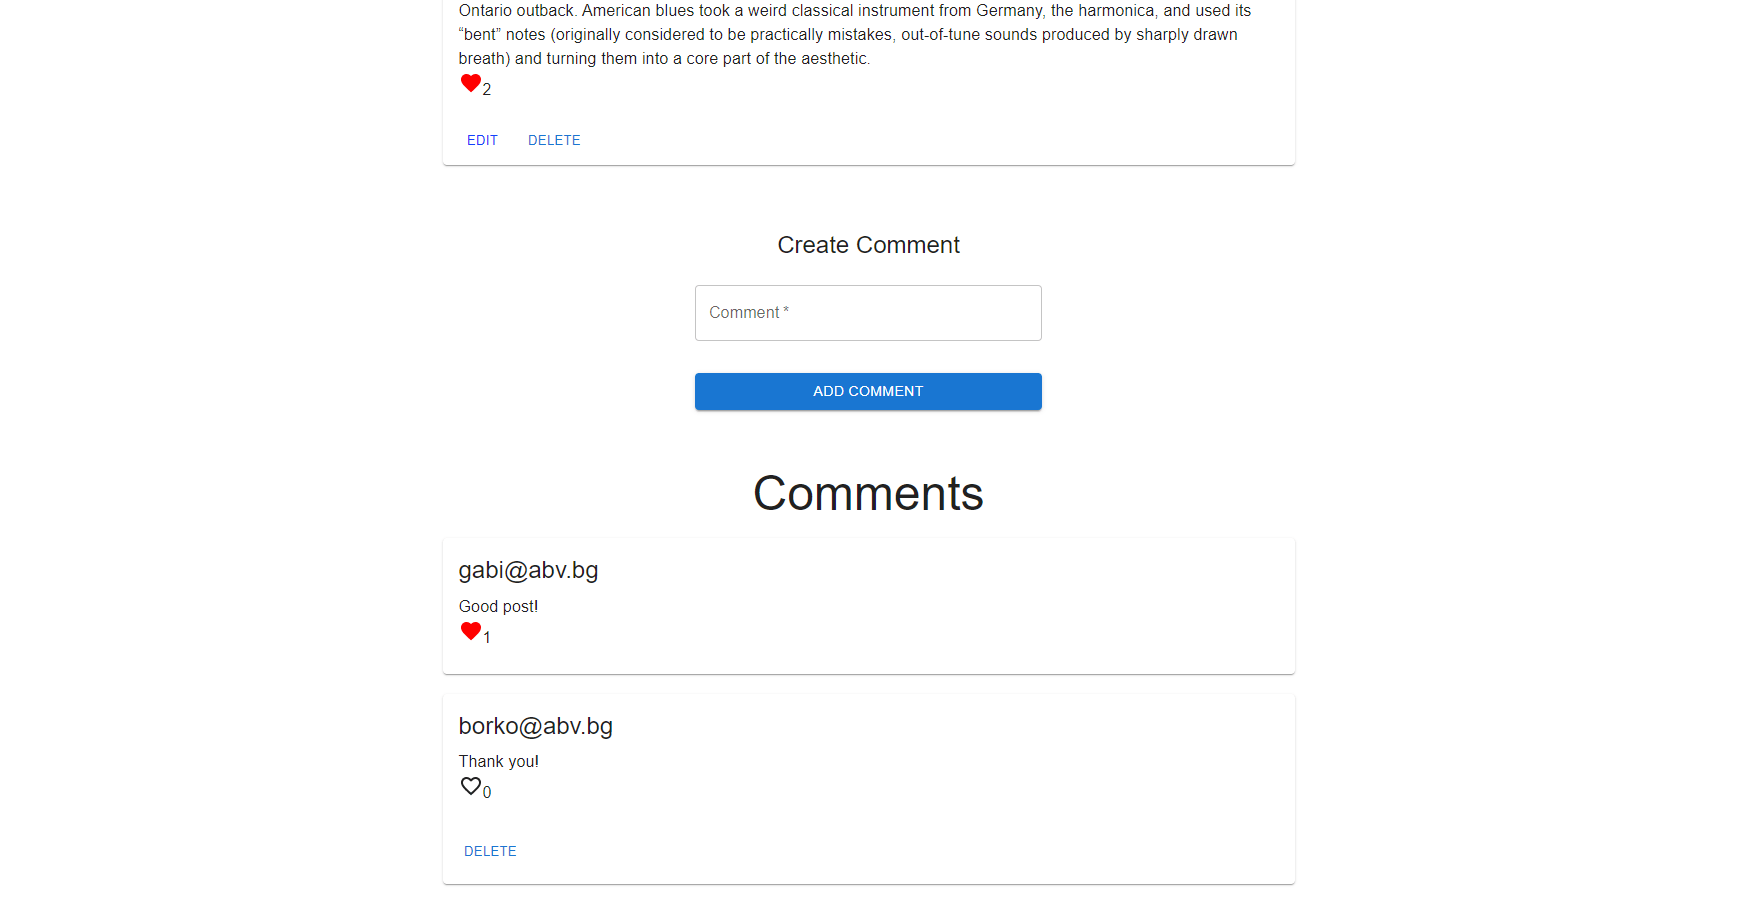 Ontario outback. American blues took a weird classical instrument from Germany, the harmonica, and used its
“bent” notes (originally considered to be practically mistakes, out-of-tune sounds produced by sharply drawn
breath) and turning them into a core part of the aesthetic.
2
EDIT DELETE
Create Comment
Comment *
ADD COMMENT
Comments
gabi@abv.bg
Good post!
1
borko@abv.bg
Thank you!
0
DELETE